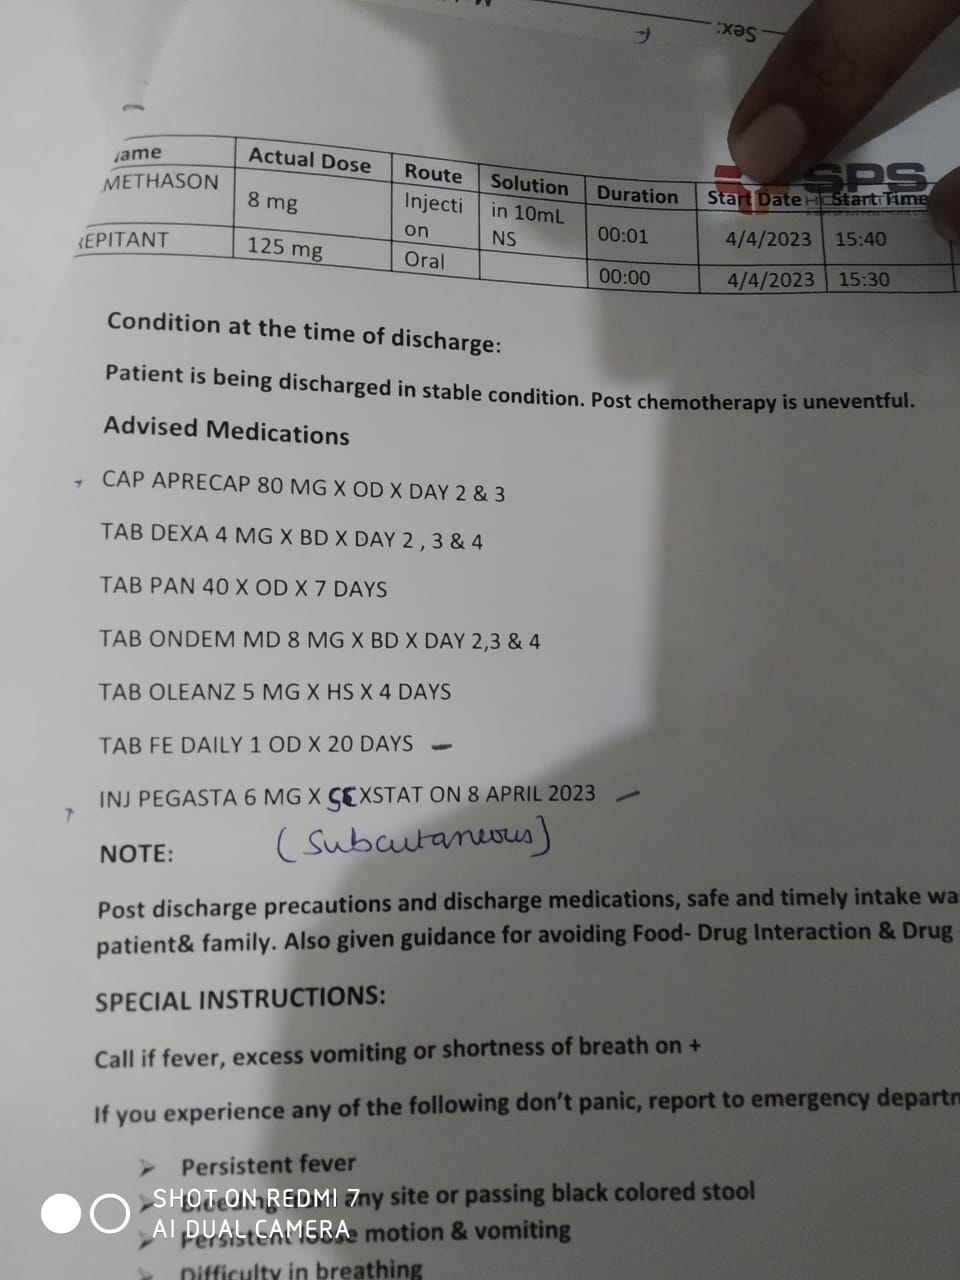 Sex:
SPS
ame Actual Dose Route Solution Duration Start Date Start Time
METHASON 8 mg Injecti on in 10mL NS 00:01 4/4/2023 15:40
EPITANT 125 mg Oral 00:00 4/4/2023 15:30
Condition at the time of discharge:
Patient is being discharged in stable condition. Post chemotherapy is uneventful.
Advised Medications
CAP APRECAP 80 MG X OD X DAY 2 & 3
TAB DEXA 4 MG X BD X DAY 2 , 3 & 4
TAB PAN 40 X OD X 7 DAYS
TAB ONDEM MD 8 MG X BD X DAY 2,3 & 4
TAB OLEANZ 5 MG X HS X 4 DAYS
TAB FE DAILY 1 OD X 20 DAYS
INJ PEGASTA 6 MG X XSTAT ON 8 APRIL 2023
(Subcutaneous)
NOTE:
Post discharge precautions and discharge medications, safe and timely intake wa
patient& family. Also given guidance for avoiding Food- Drug Interaction & Drug
SPECIAL INSTRUCTIONS:
Call if fever, excess vomiting or shortness of breath on +
If you experience any of the following don't panic, report to emergency departm
➢ Persistent fever
➢ any site or passing black colored stool
➢ Persistent motion & vomiting
Difficulty in breathing
SHOT ON REDMI 7
AI DUAL CAMERA